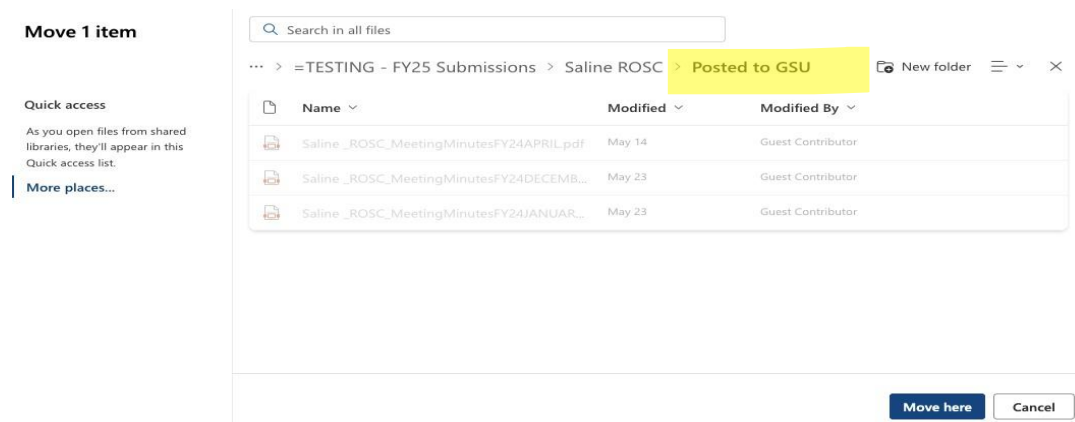 Move 1 item
Search in all files
··· > =TESTING - FY25 Submissions > Saline ROSC > Posted to GSU
New folder
Quick access
As you open files from shared
libraries, they'll appear in this
Quick access list.
More places...
Name Modified Modified By
Saline _ROSC_MeetingMinutesFY24APRIL.pdf May 14 Guest Contributor
Saline _ROSC_MeetingMinutesFY24DECEMB... May 23 Guest Contributor
Saline _ROSC_MeetingMinutesFY24JANUAR... May 23 Guest Contributor
Move here
Cancel